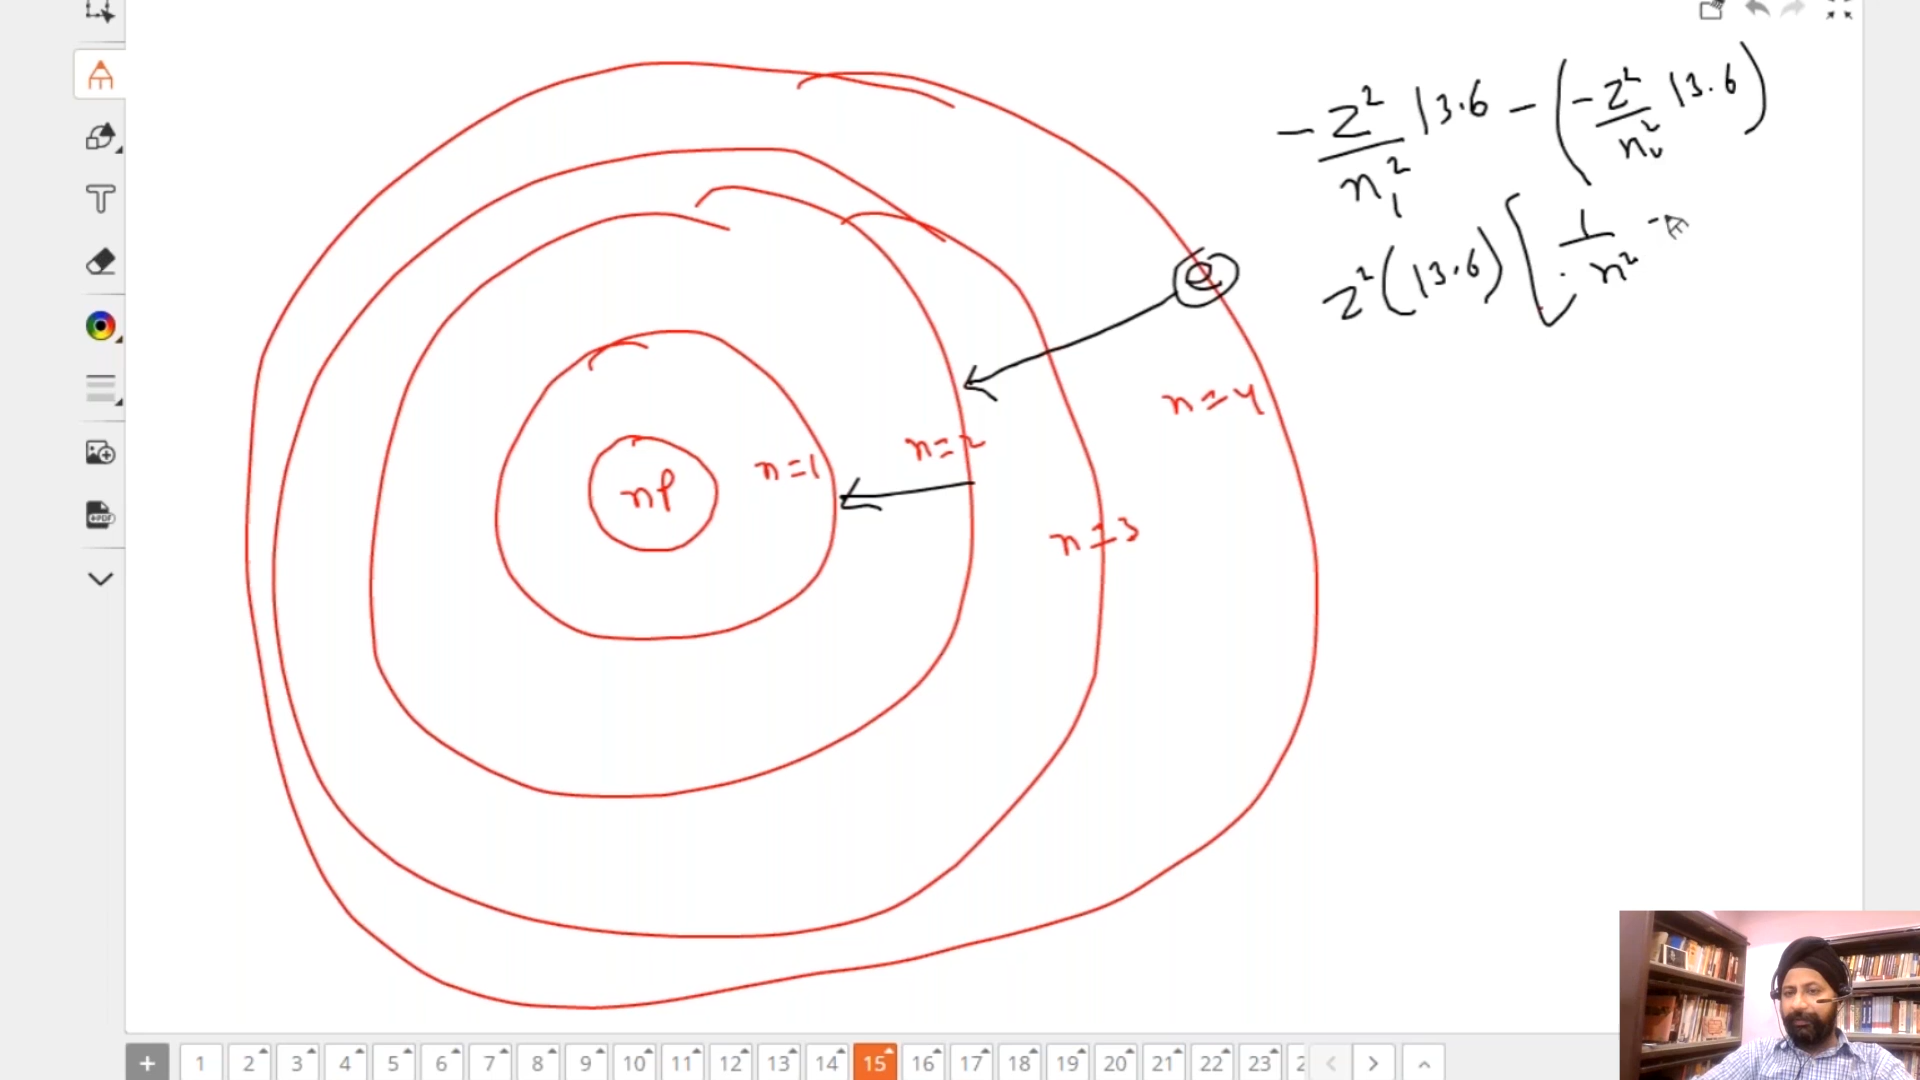 -Z²/n₁² 13.6 - (-Z²/n₂² 13.6)
Z²(13.6)[1/n² -
n=4
n=2
n=1
np
n=3
+ 1 2 3 4 5 6 7 8 9 10 11 12 13 14 15 16 17 18 19 20 21 22 23